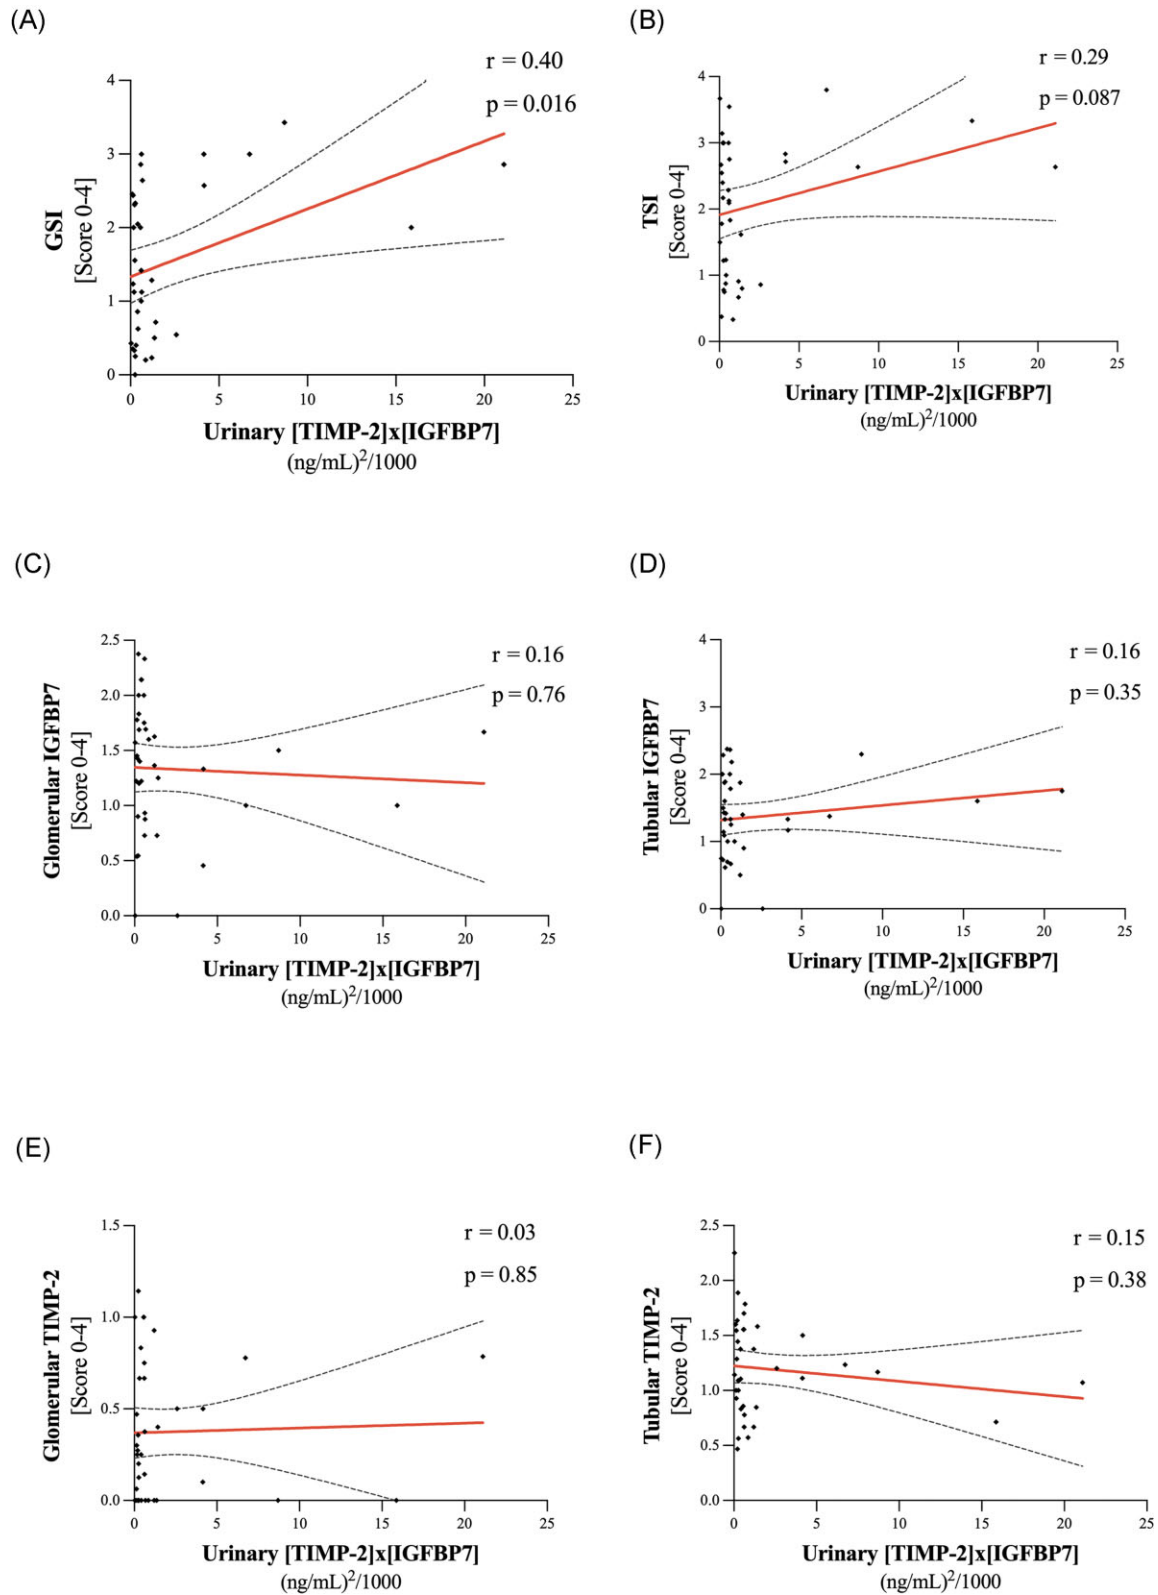 (A)
r = 0.40
p = 0.016
4
3
2
1
0
GSI
[Score 0-4]
0 5 10 15 20 25
Urinary [TIMP-2]x[IGFBP7]
(ng/mL)²/1000
(B)
r = 0.29
p = 0.087
4
3
2
1
0
TSI
[Score 0-4]
0 5 10 15 20 25
Urinary [TIMP-2]x[IGFBP7]
(ng/mL)²/1000
(C)
r = 0.16
p = 0.76
2.5
2.0
1.5
1.0
0.5
0.0
Glomerular IGFBP7
[Score 0-4]
0 5 10 15 20 25
Urinary [TIMP-2]x[IGFBP7]
(ng/mL)²/1000
(D)
r = 0.16
p = 0.35
4
3
2
1
0
Tubular IGFBP7
[Score 0-4]
0 5 10 15 20 25
Urinary [TIMP-2]x[IGFBP7]
(ng/mL)²/1000
(E)
r = 0.03
p = 0.85
1.5
1.0
0.5
0.0
Glomerular TIMP-2
[Score 0-4]
0 5 10 15 20 25
Urinary [TIMP-2]x[IGFBP7]
(ng/mL)²/1000
(F)
r = 0.15
p = 0.38
2.5
2.0
1.5
1.0
0.5
0.0
Tubular TIMP-2
[Score 0-4]
0 5 10 15 20 25
Urinary [TIMP-2]x[IGFBP7]
(ng/mL)²/1000